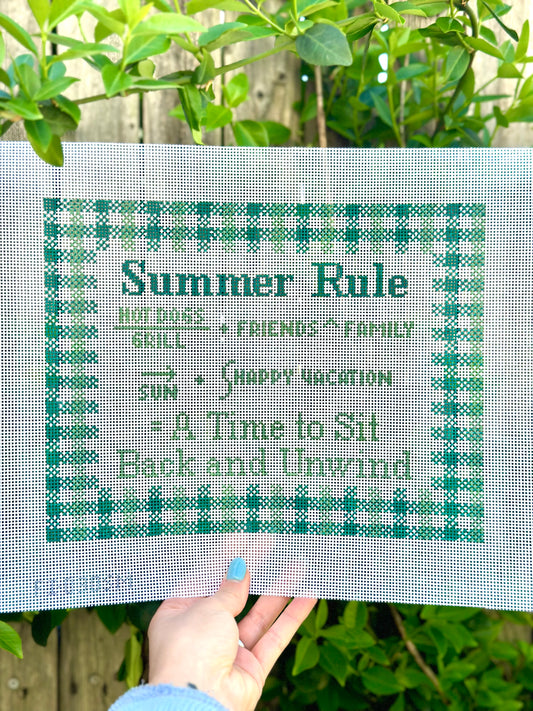 Summer Rule
HOT DOGS
GRILL
+ FRIENDS ^ FAMILY
→
SUN
+ ∫HAPPY VACATION
= A Time to Sit
Back and Unwind